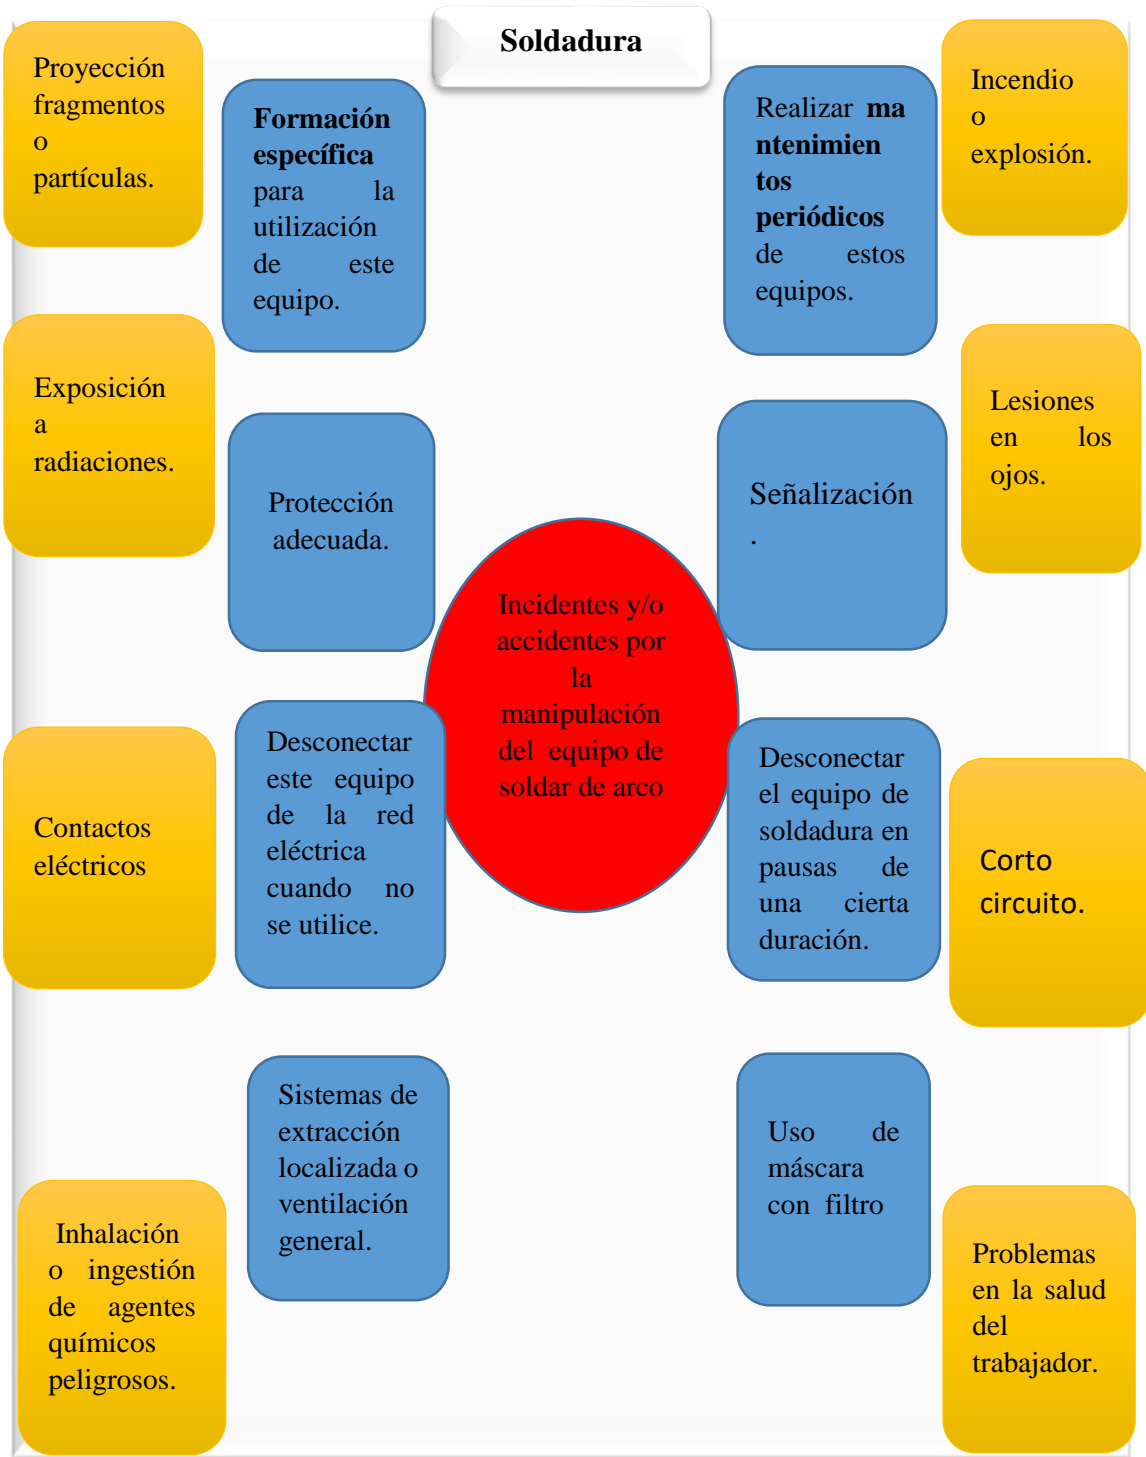 Soldadura
Proyección
fragmentos
o
partículas.
Formación
específica
para la
utilización
de este
equipo.
Realizar ma
ntenimien
tos
periódicos
de estos
equipos.
Incendio
o
explosión.
Exposición
a
radiaciones.
Protección
adecuada.
Señalización
.
Lesiones
en los
ojos.
Incidentes y/o
accidentes por
la
manipulación
del equipo de
soldar de arco
Contactos
eléctricos
Desconectar
este equipo
de la red
eléctrica
cuando no
se utilice.
Desconectar
el equipo de
soldadura en
pausas de
una cierta
duración.
Corto
circuito.
Inhalación
o ingestión
de agentes
químicos
peligrosos.
Sistemas de
extracción
localizada o
ventilación
general.
Uso de
máscara
con filtro
Problemas
en la salud
del
trabajador.